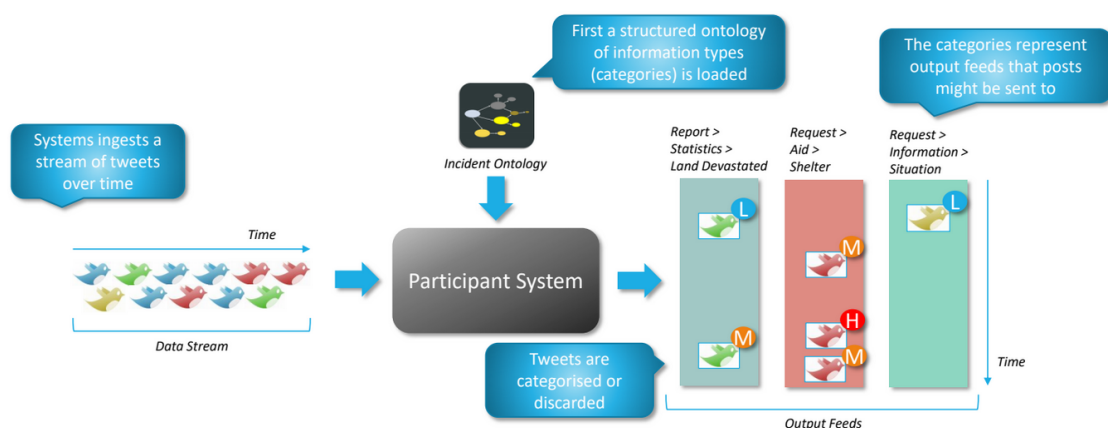 First a structured ontology
of information types
(categories) is loaded
The categories represent
output feeds that posts
might be sent to
Systems ingests a
stream of tweets
over time
Incident Ontology
Report >
Statistics >
Land Devastated
Request >
Aid >
Shelter
Request >
Information >
Situation
Time
L
L
M
Participant System
H
M
M
Data Stream
Tweets are
categorised or
discarded
Time
Output Feeds